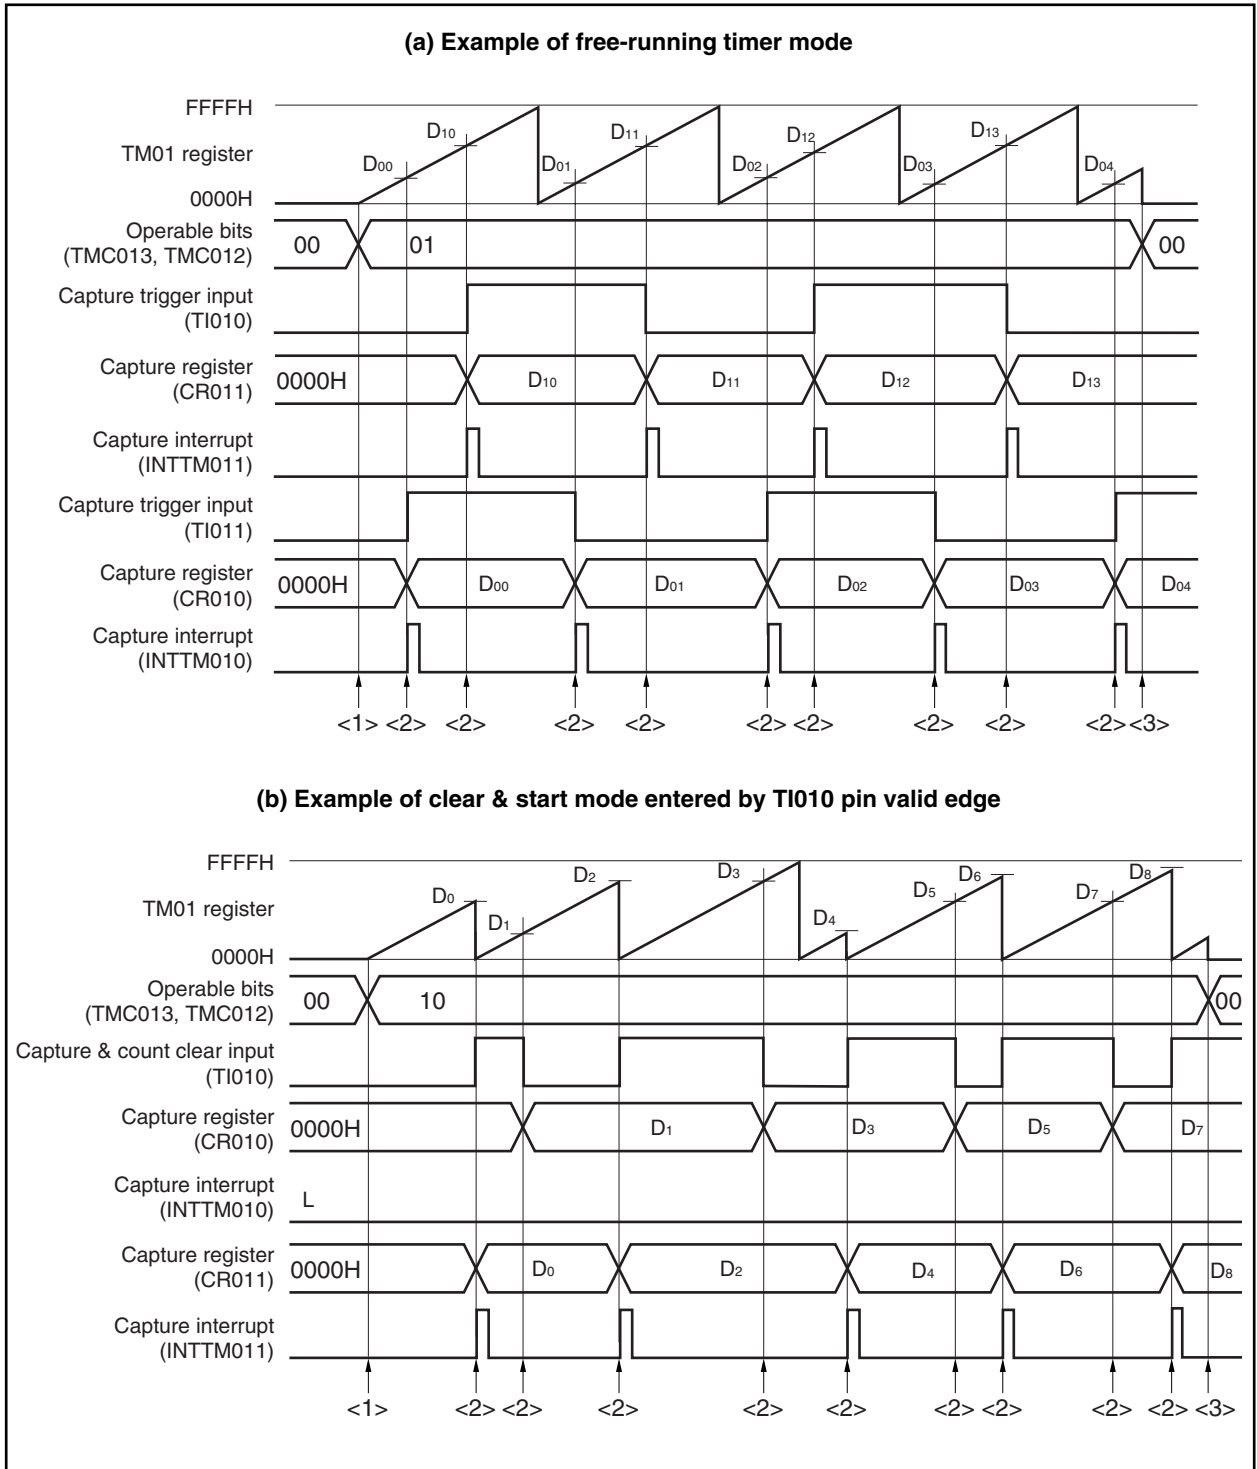 (a) Example of free-running timer mode
FFFFH
TM01 register
0000H
D10
D00
D11
D01
D12
D02
D13
D03
D04
Operable bits
(TMC013, TMC012)
00
01
00
Capture trigger input
(TI010)
Capture register
(CR011)
0000H
D10
D11
D12
D13
Capture interrupt
(INTTM011)
Capture trigger input
(TI011)
Capture register
(CR010)
0000H
D00
D01
D02
D03
D04
Capture interrupt
(INTTM010)
<1> <2> <2> <2> <2> <2> <2> <2> <2> <2> <3>
(b) Example of clear & start mode entered by TI010 pin valid edge
FFFFH
TM01 register
0000H
D0
D1
D2
D3
D4
D5
D6
D7
D8
Operable bits
(TMC013, TMC012)
00
10
00
Capture & count clear input
(TI010)
Capture register
(CR010)
0000H
D1
D3
D5
D7
Capture interrupt
(INTTM010)
L
Capture register
(CR011)
0000H
D0
D2
D4
D6
D8
Capture interrupt
(INTTM011)
<1> <2> <2> <2> <2> <2> <2> <2> <2> <2> <3>